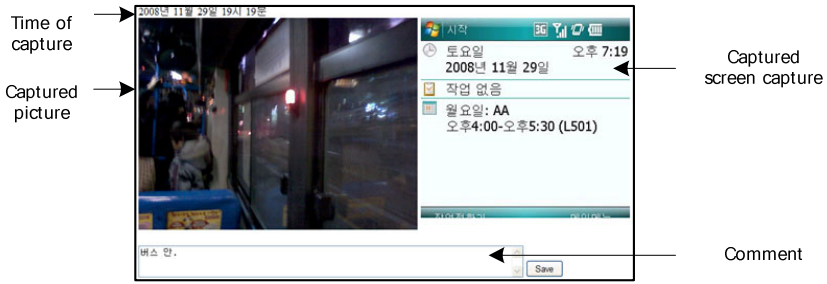 Time of
capture
2008년 11월 29일 19시 19분
Captured
picture
시작
3G
토요일
오후 7:19
2008년 11월 29일
작업 없음
월요일: AA
오후4:00-오후5:30 (L501)
Captured
screen capture
버스 안.
Save
Comment